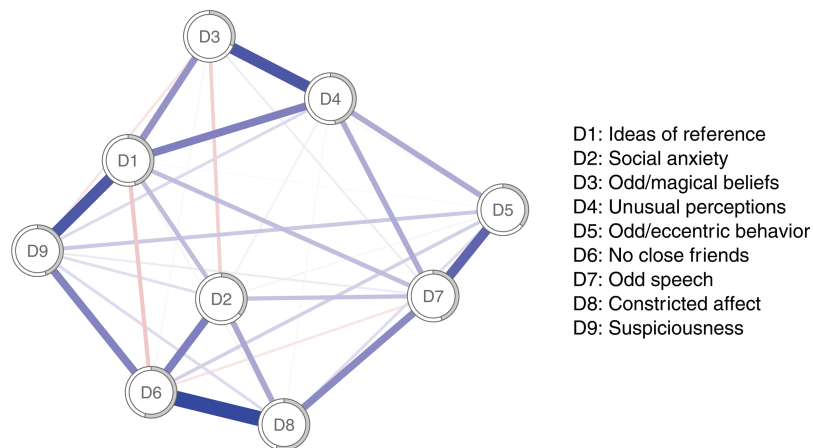 D3
D4
D1
D5
D9
D2
D7
D6
D8
D1: Ideas of reference
D2: Social anxiety
D3: Odd/magical beliefs
D4: Unusual perceptions
D5: Odd/eccentric behavior
D6: No close friends
D7: Odd speech
D8: Constricted affect
D9: Suspiciousness